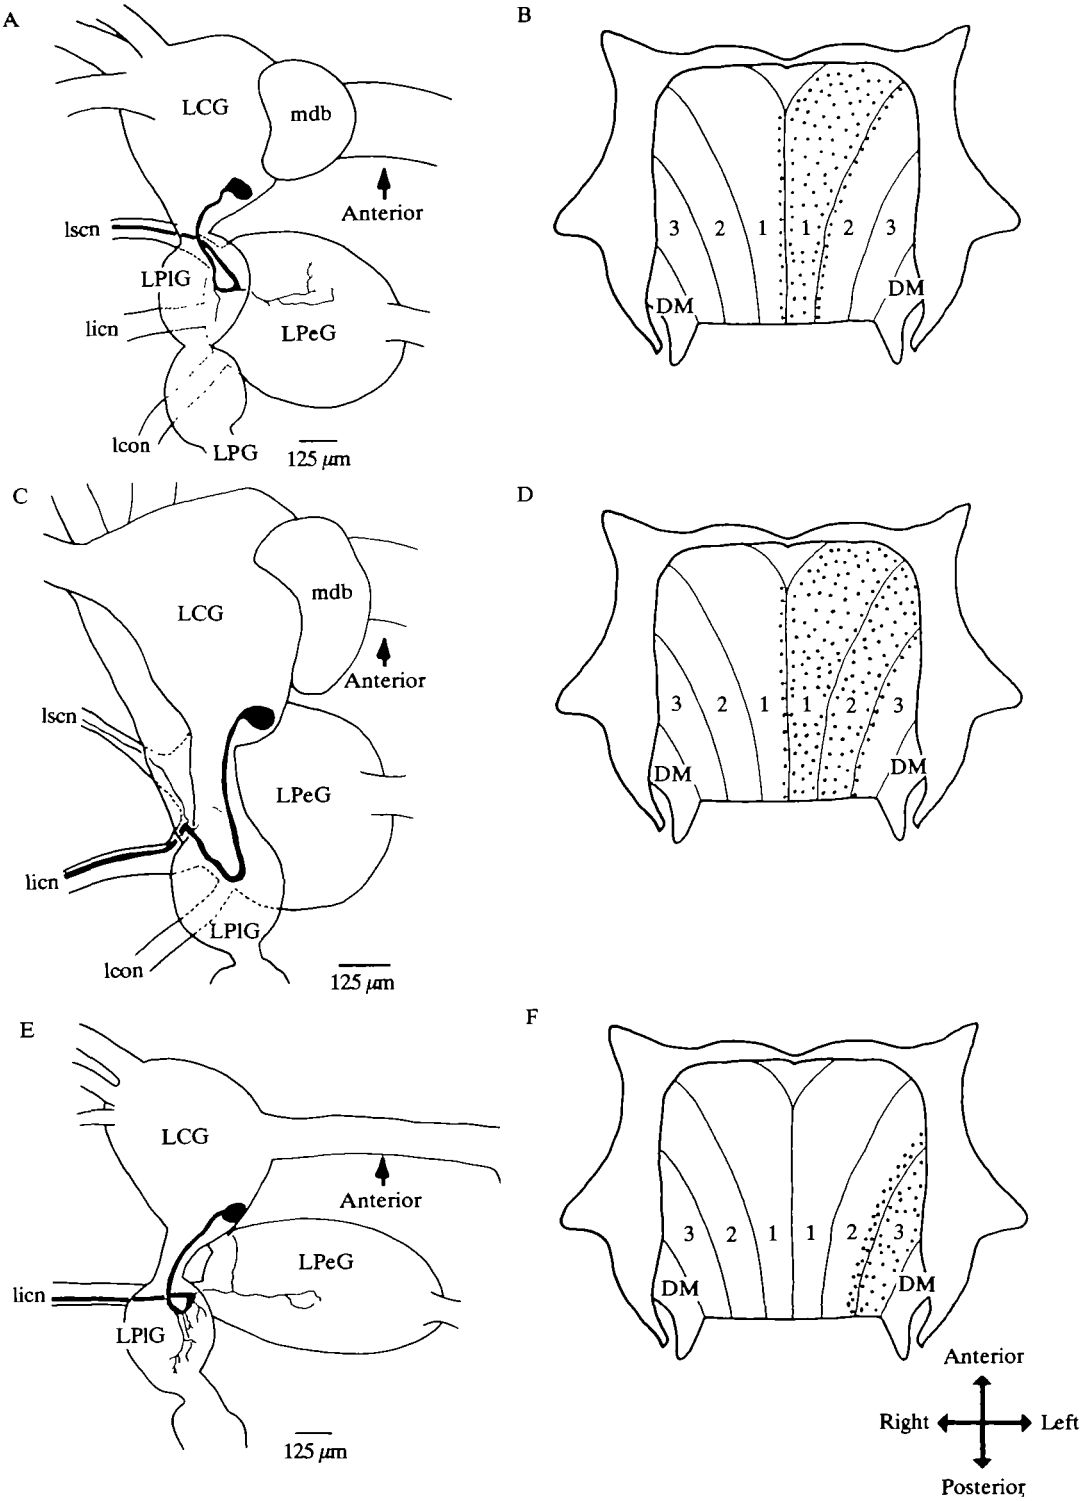 A
LCG
mdb
Anterior
lscn
LPlG
licn
LPeG
lcon
LPG
125 μm
B
3 2 1 1 2 3
DM DM
C
LCG
mdb
Anterior
lscn
LPeG
licn
LPlG
lcon
125 μm
D
3 2 1 1 2 3
DM DM
E
LCG
Anterior
LPeG
licn
LPlG
125 μm
F
3 2 1 1 2 3
DM DM
Anterior
Right Left
Posterior